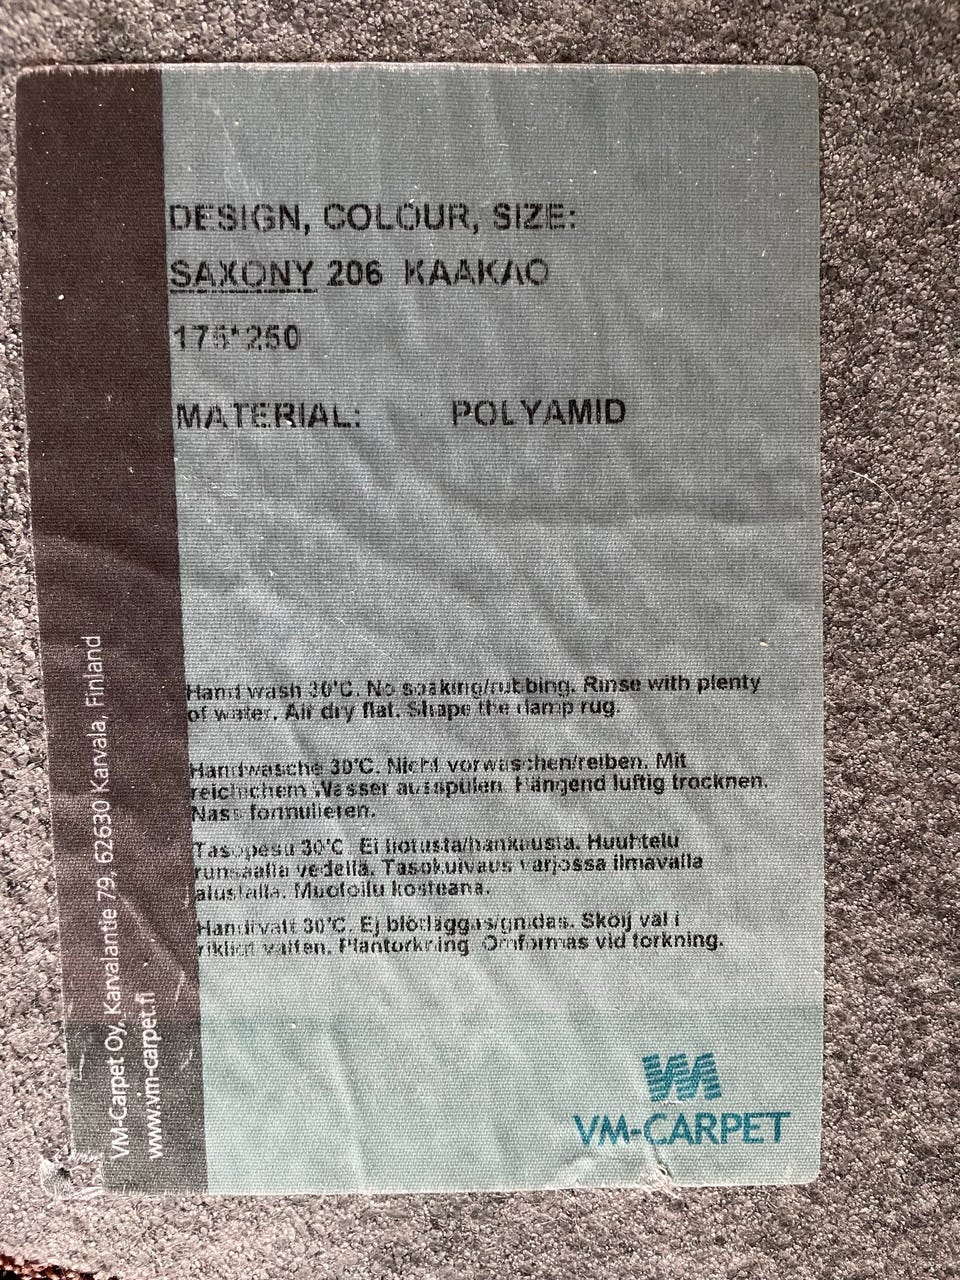 DESIGN, COLOUR, SIZE:
SAXONY 206 KAAKAO
175*250
MATERIAL: POLYAMID
Hand wash 30°C. No soaking/rubbing. Rinse with plenty
of water. Air dry flat. Shape the damp rug.
Handwäsche 30°C. Nicht vorwaschen/reiben. Mit
reichlichem Wasser ausspülen. Hängend luftig trocknen.
Nass formulieren.
30°C. Ei liotusta/hankausta. Huuhtelu
runsaalla vedellä. Tasokuivaus varjossa ilmavalla
alustalla. Muotoilu kosteana.
Handtvätt 30°C. Ej blötläggas/gnidas. Skölj väl i
rikligt vatten. Plantorkning. Omformas vid torkning.
VM-CARPET
VM-Carpet Oy, Karvalantie 79, 62630 Karvala, Finland
www.vm-carpet.fi